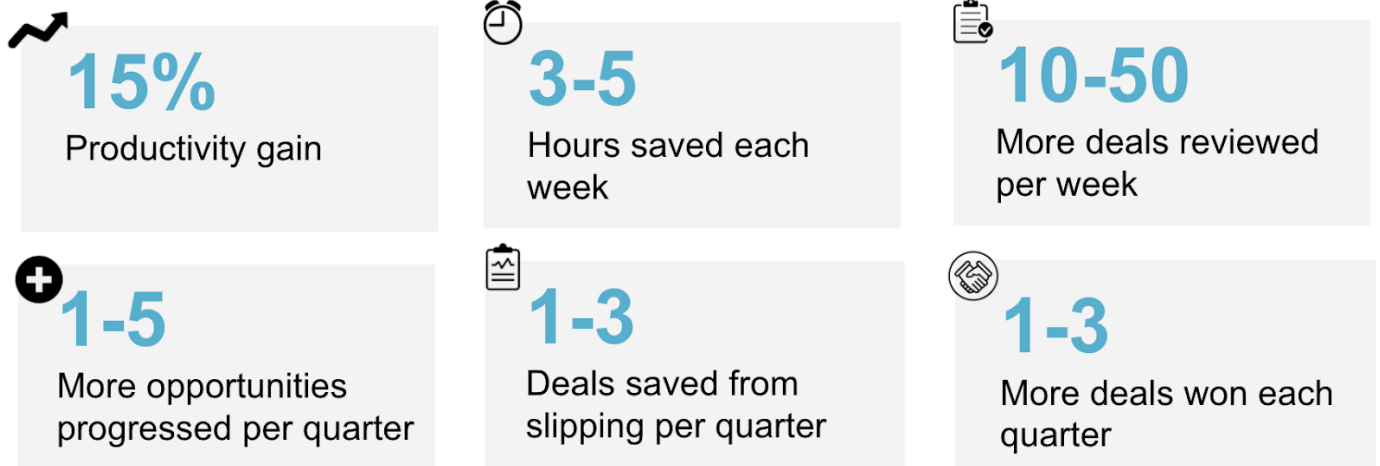 15%
Productivity gain
3-5
Hours saved each
week
10-50
More deals reviewed
per week
1-5
More opportunities
progressed per quarter
1-3
Deals saved from
slipping per quarter
1-3
More deals won each
quarter